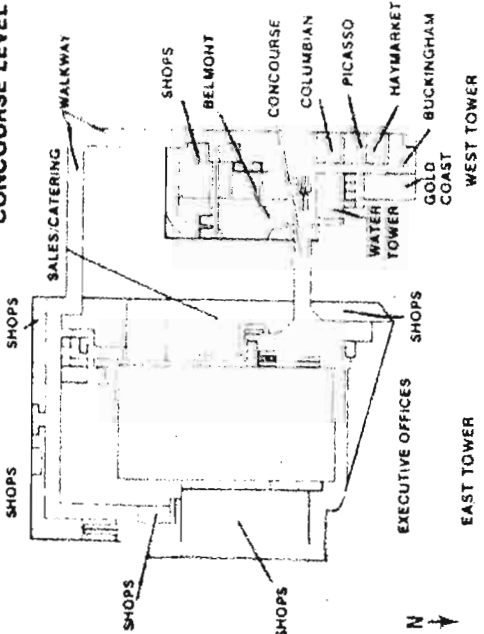 CONCOURSE LEVEL
WALKWAY
SHOPS
BELMONT
CONCOURSE
COLUMBIAN
PICASSO
HAYMARKET
BUCKINGHAM
SALES/CATERING
GOLD
COAST
WEST TOWER
WATER
TOWER
SHOPS
SHOPS
SHOPS
EXECUTIVE OFFICES
EAST TOWER
SHOPS
SHOPS
N